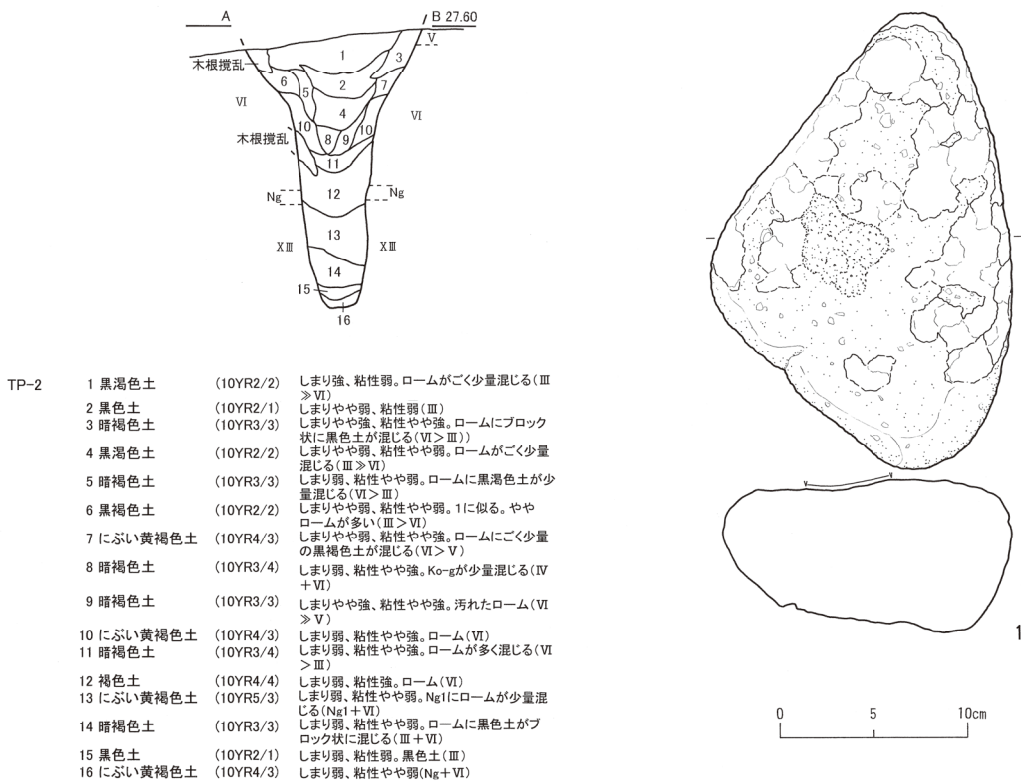 A
B 27.60
V
1
3
木根撹乱
2
6
7
5
VI
4
VI
10
10
8
9
木根撹乱
11
12
Ng
Ng
13
XIII
XIII
14
15
16
TP-2
1 黒渇色土 (10YR2/2) しまり強、粘性弱。ロームがごく少量混じる(III
≫VI)
2 黒色土 (10YR2/1) しまりやや弱、粘性弱(III)
3 暗褐色土 (10YR3/3) しまりやや強、粘性やや強。ロームにブロック
状に黒色土が混じる(VI>III))
4 黒渇色土 (10YR2/2) しまりやや弱、粘性やや弱。ロームがごく少量
混じる(III≫VI)
5 暗褐色土 (10YR3/3) しまり弱、粘性やや弱。ロームに黒渇色土が少
量混じる(VI>III)
6 黒褐色土 (10YR2/2) しまりやや弱、粘性やや弱。1に似る。やや
ロームが多い(III>VI)
7 にぶい黄褐色土 (10YR4/3) しまりやや弱、粘性やや強。ロームにごく少量
の黒褐色土が混じる(VI>V)
8 暗褐色土 (10YR3/4) しまり弱、粘性やや強。Ko-gが少量混じる(IV
+VI)
9 暗褐色土 (10YR3/3) しまりやや強、粘性やや強。汚れたローム(VI
≫V)
10 にぶい黄褐色土 (10YR4/3) しまり弱、粘性やや強。ローム(VI)
11 暗褐色土 (10YR3/4) しまり弱、粘性やや強。ロームが多く混じる(VI
>III)
12 褐色土 (10YR4/4) しまり弱、粘性強。ローム(VI)
13 にぶい黄褐色土 (10YR5/3) しまり弱、粘性やや弱。Ng1にロームが少量混
じる(Ng1+VI)
14 暗褐色土 (10YR3/3) しまり弱、粘性やや弱。ロームに黒色土がブ
ロック状に混じる(III+VI)
15 黒色土 (10YR2/1) しまり弱、粘性弱。黒色土(III)
16 にぶい黄褐色土 (10YR4/3) しまり弱、粘性やや弱(Ng+VI)
1
0 5 10cm